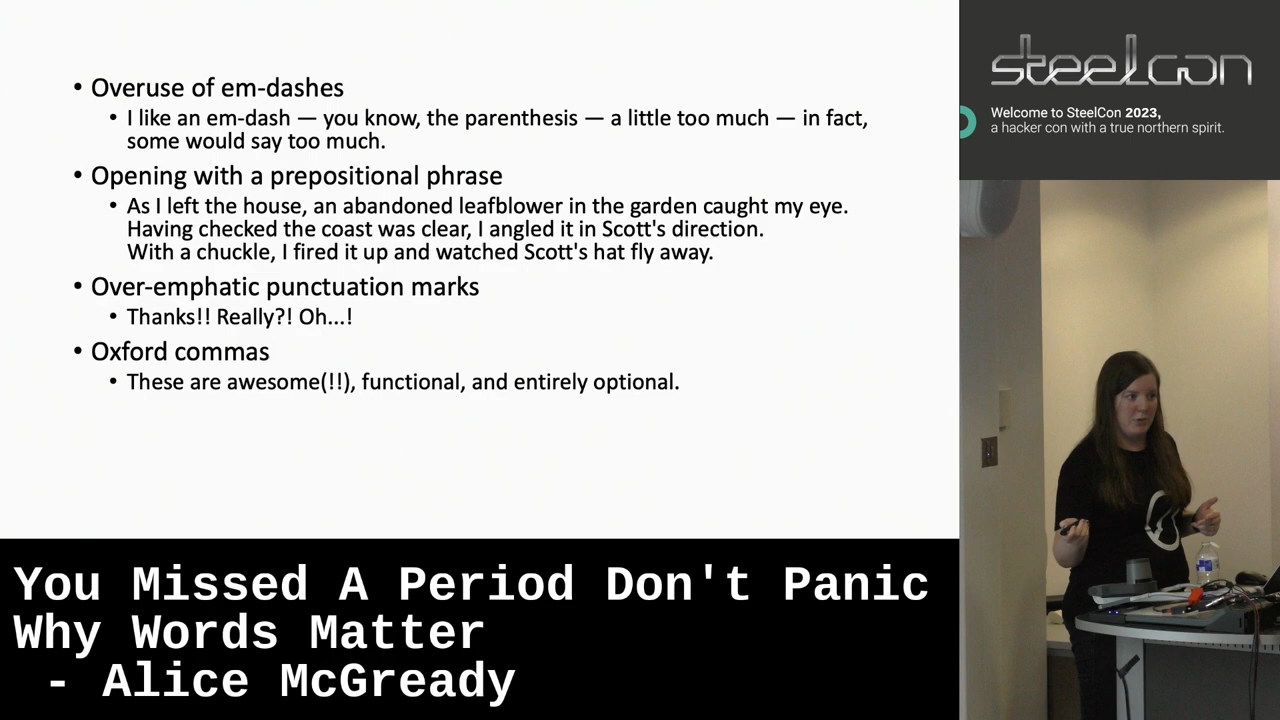 • Overuse of em-dashes
• I like an em-dash — you know, the parenthesis — a little too much — in fact,
some would say too much.
• Opening with a prepositional phrase
• As I left the house, an abandoned leafblower in the garden caught my eye.
Having checked the coast was clear, I angled it in Scott's direction.
With a chuckle, I fired it up and watched Scott's hat fly away.
• Over-emphatic punctuation marks
• Thanks!! Really?! Oh...!
• Oxford commas
• These are awesome(!!), functional, and entirely optional.
steelcon
Welcome to SteelCon 2023,
a hacker con with a true northern spirit.
You Missed A Period Don't Panic
Why Words Matter
- Alice McGready